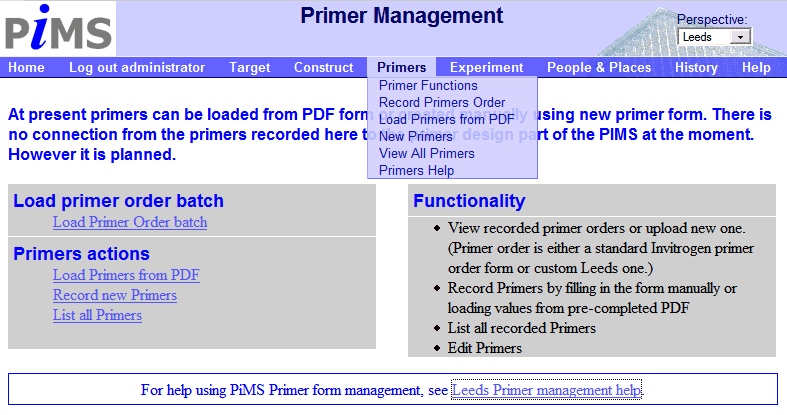 PiMS
Primer Management
Perspective:
Leeds
Home Log out administrator Target Construct Primers Experiment People & Places History Help
Primer Functions
Record Primers Order
Load Primers from PDF
New Primers
View All Primers
Primers Help
At present primers can be loaded from PDF form or created manually using new primer form. There is
no connection from the primers recorded here to the primer design part of the PIMS at the moment.
However it is planned.
Load primer order batch
Load Primer Order batch
Primers actions
Load Primers from PDF
Record new Primers
List all Primers
Functionality
• View recorded primer orders or upload new one.
(Primer order is either a standard Invitrogen primer
order form or custom Leeds one.)
• Record Primers by filling in the form manually or
loading values from pre-completed PDF
• List all recorded Primers
• Edit Primers
For help using PiMS Primer form management, see Leeds Primer management help.